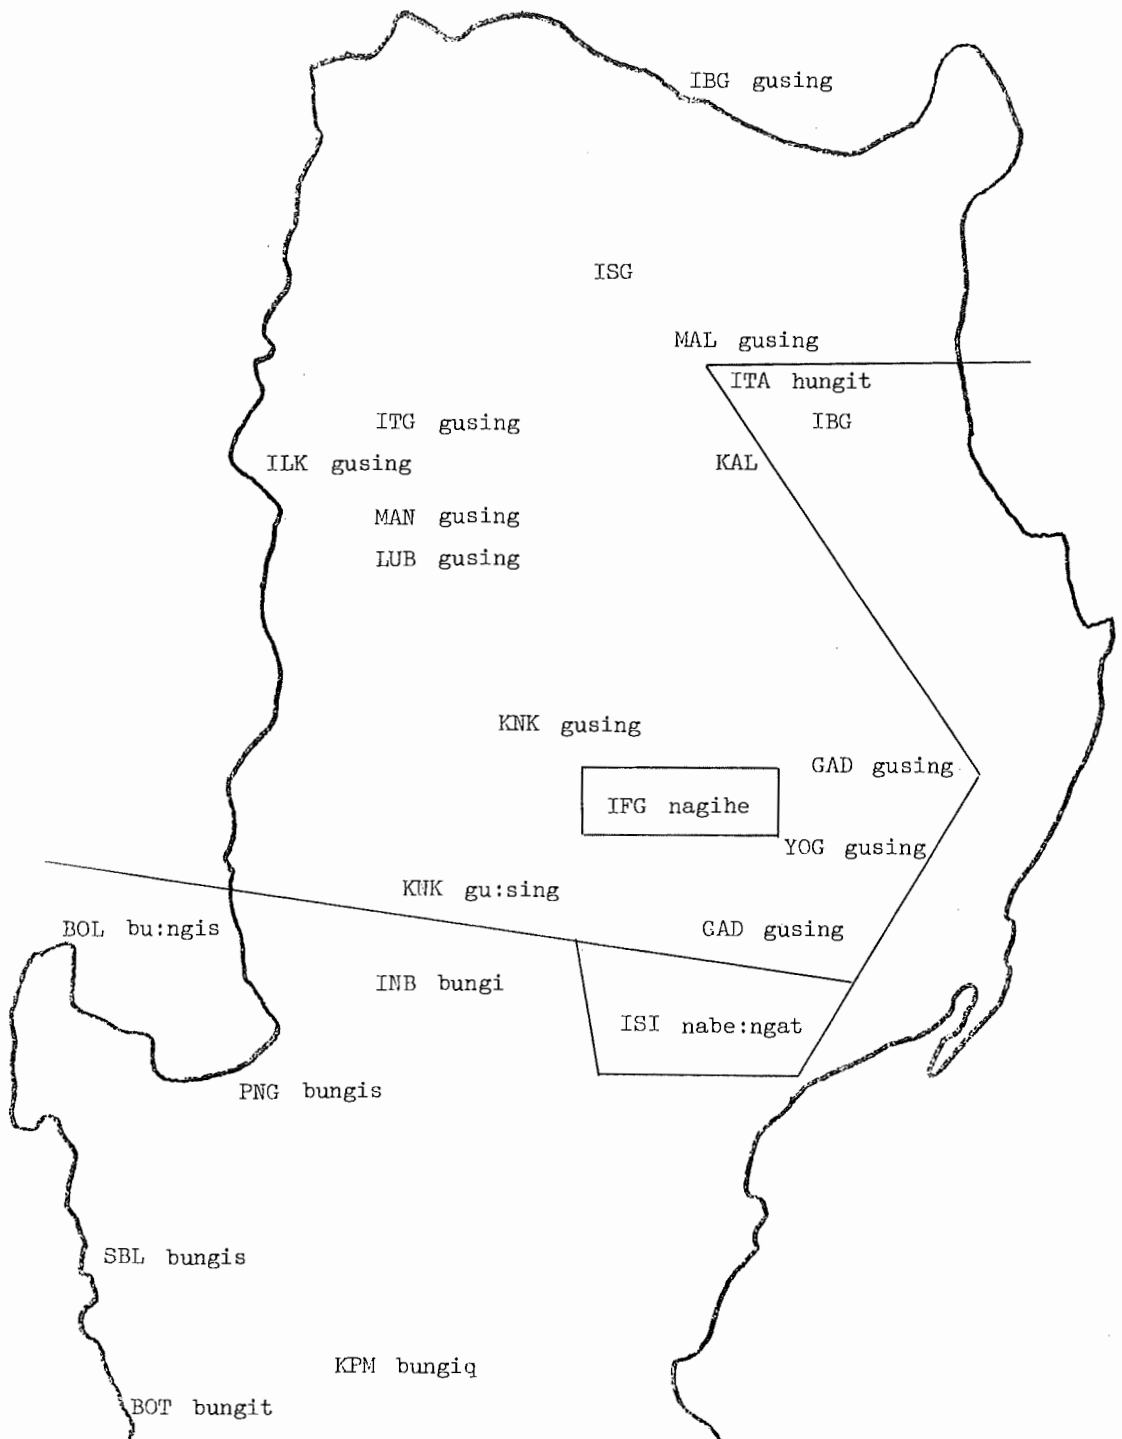 IBG gusing
ISG
MAL gusing
ITA hungit
ITG gusing
IBG
ILK gusing
KAL
MAN gusing
LUB gusing
KNK gusing
GAD gusing
IFG nagihe
YOG gusing
KNK gu:sing
BOL bu:ngis
GAD gusing
INB bungi
ISI nabe:ngat
PNG bungis
SBL bungis
KPM bungiq
BOT bungit